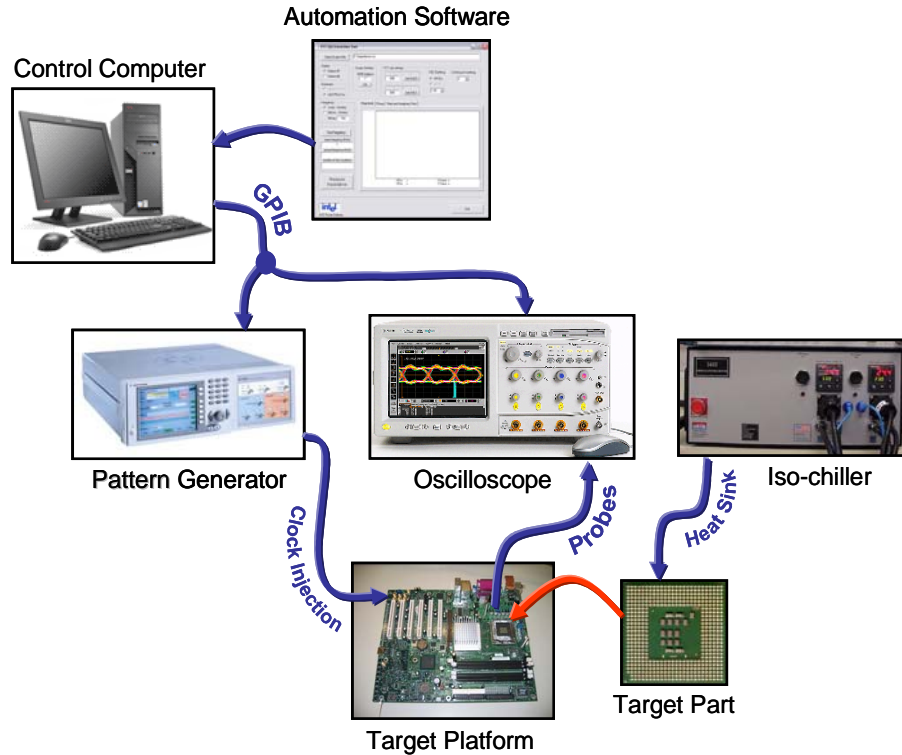 Automation Software
Control Computer
GPIB
intel
Pattern Generator
Oscilloscope
Iso-chiller
Clock Injection
Probes
Heat Sink
Target Part
Target Platform